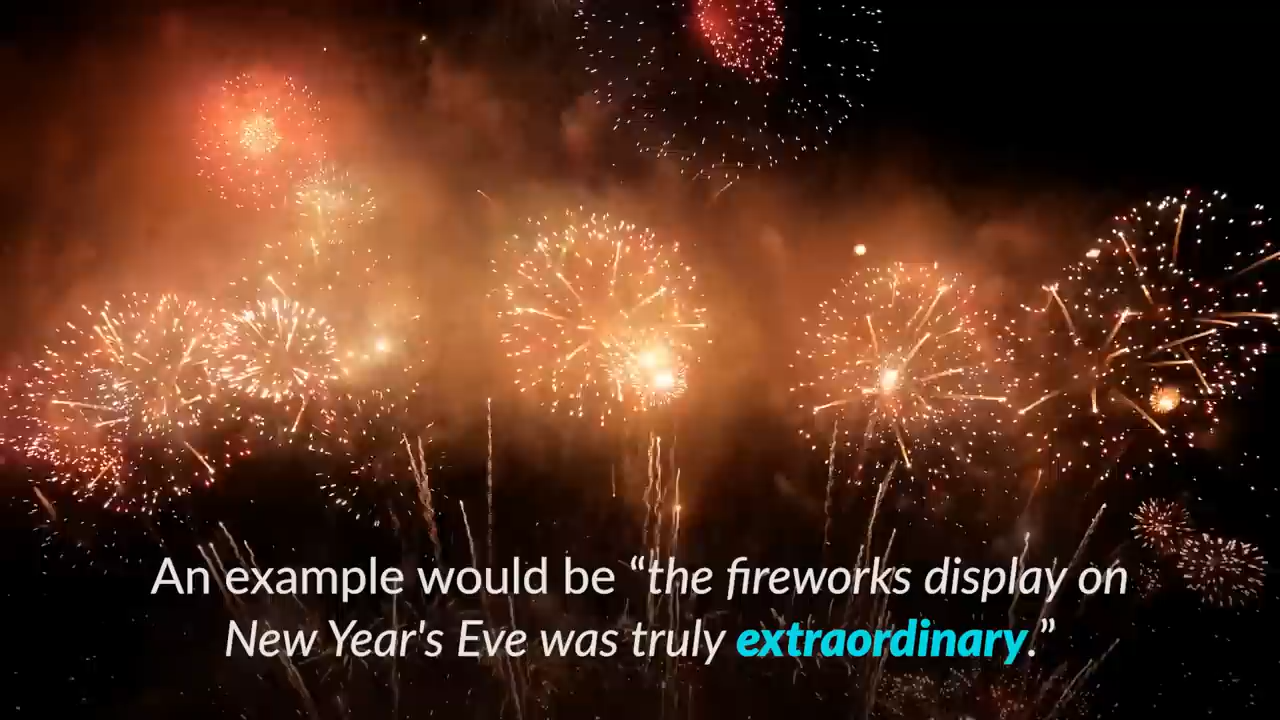 An example would be “the fireworks display on
New Year's Eve was truly extraordinary.”